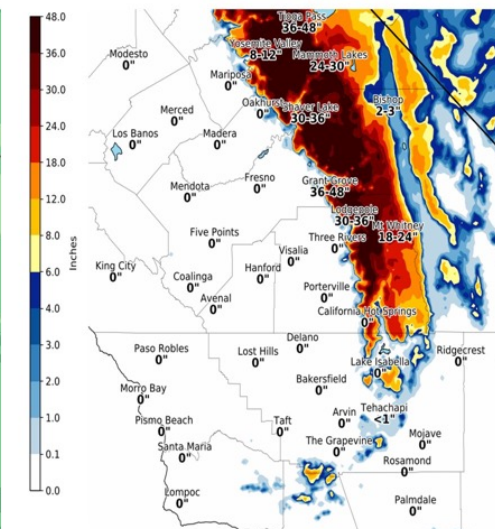 48.0
36.0
30.0
24.0
18.0
12.0
8.0
6.0
4.0
3.0
2.0
1.0
0.1
0.0
Inches
Tioga Pass
36-48"
Yosemite Valley
8-12"
Mammoth Lakes
24-30"
Modesto
0"
Mariposa
0"
Bishop
2-3"
Oakhurst
0"
Shaver Lake
30-36"
Merced
0"
Los Banos
0"
Madera
0"
Fresno
0"
Mendota
0"
Grant Grove
36-48"
Lodgepole
30-36"
Mt Whitney
18-24"
Five Points
0"
Three Rivers
0"
Visalia
0"
King City
0"
Coalinga
0"
Hanford
0"
Avenal
0"
Porterville
0"
California Hot Springs
0"
Paso Robles
0"
Lost Hills
0"
Delano
0"
Lake Isabella
0"
Ridgecrest
0"
Bakersfield
0"
Morro Bay
0"
Pismo Beach
0"
Taft
0"
Arvin
0"
Tehachapi
<1"
Mojave
0"
Santa Maria
0"
The Grapevine
0"
Rosamond
0"
Lompoc
0"
Palmdale
0"